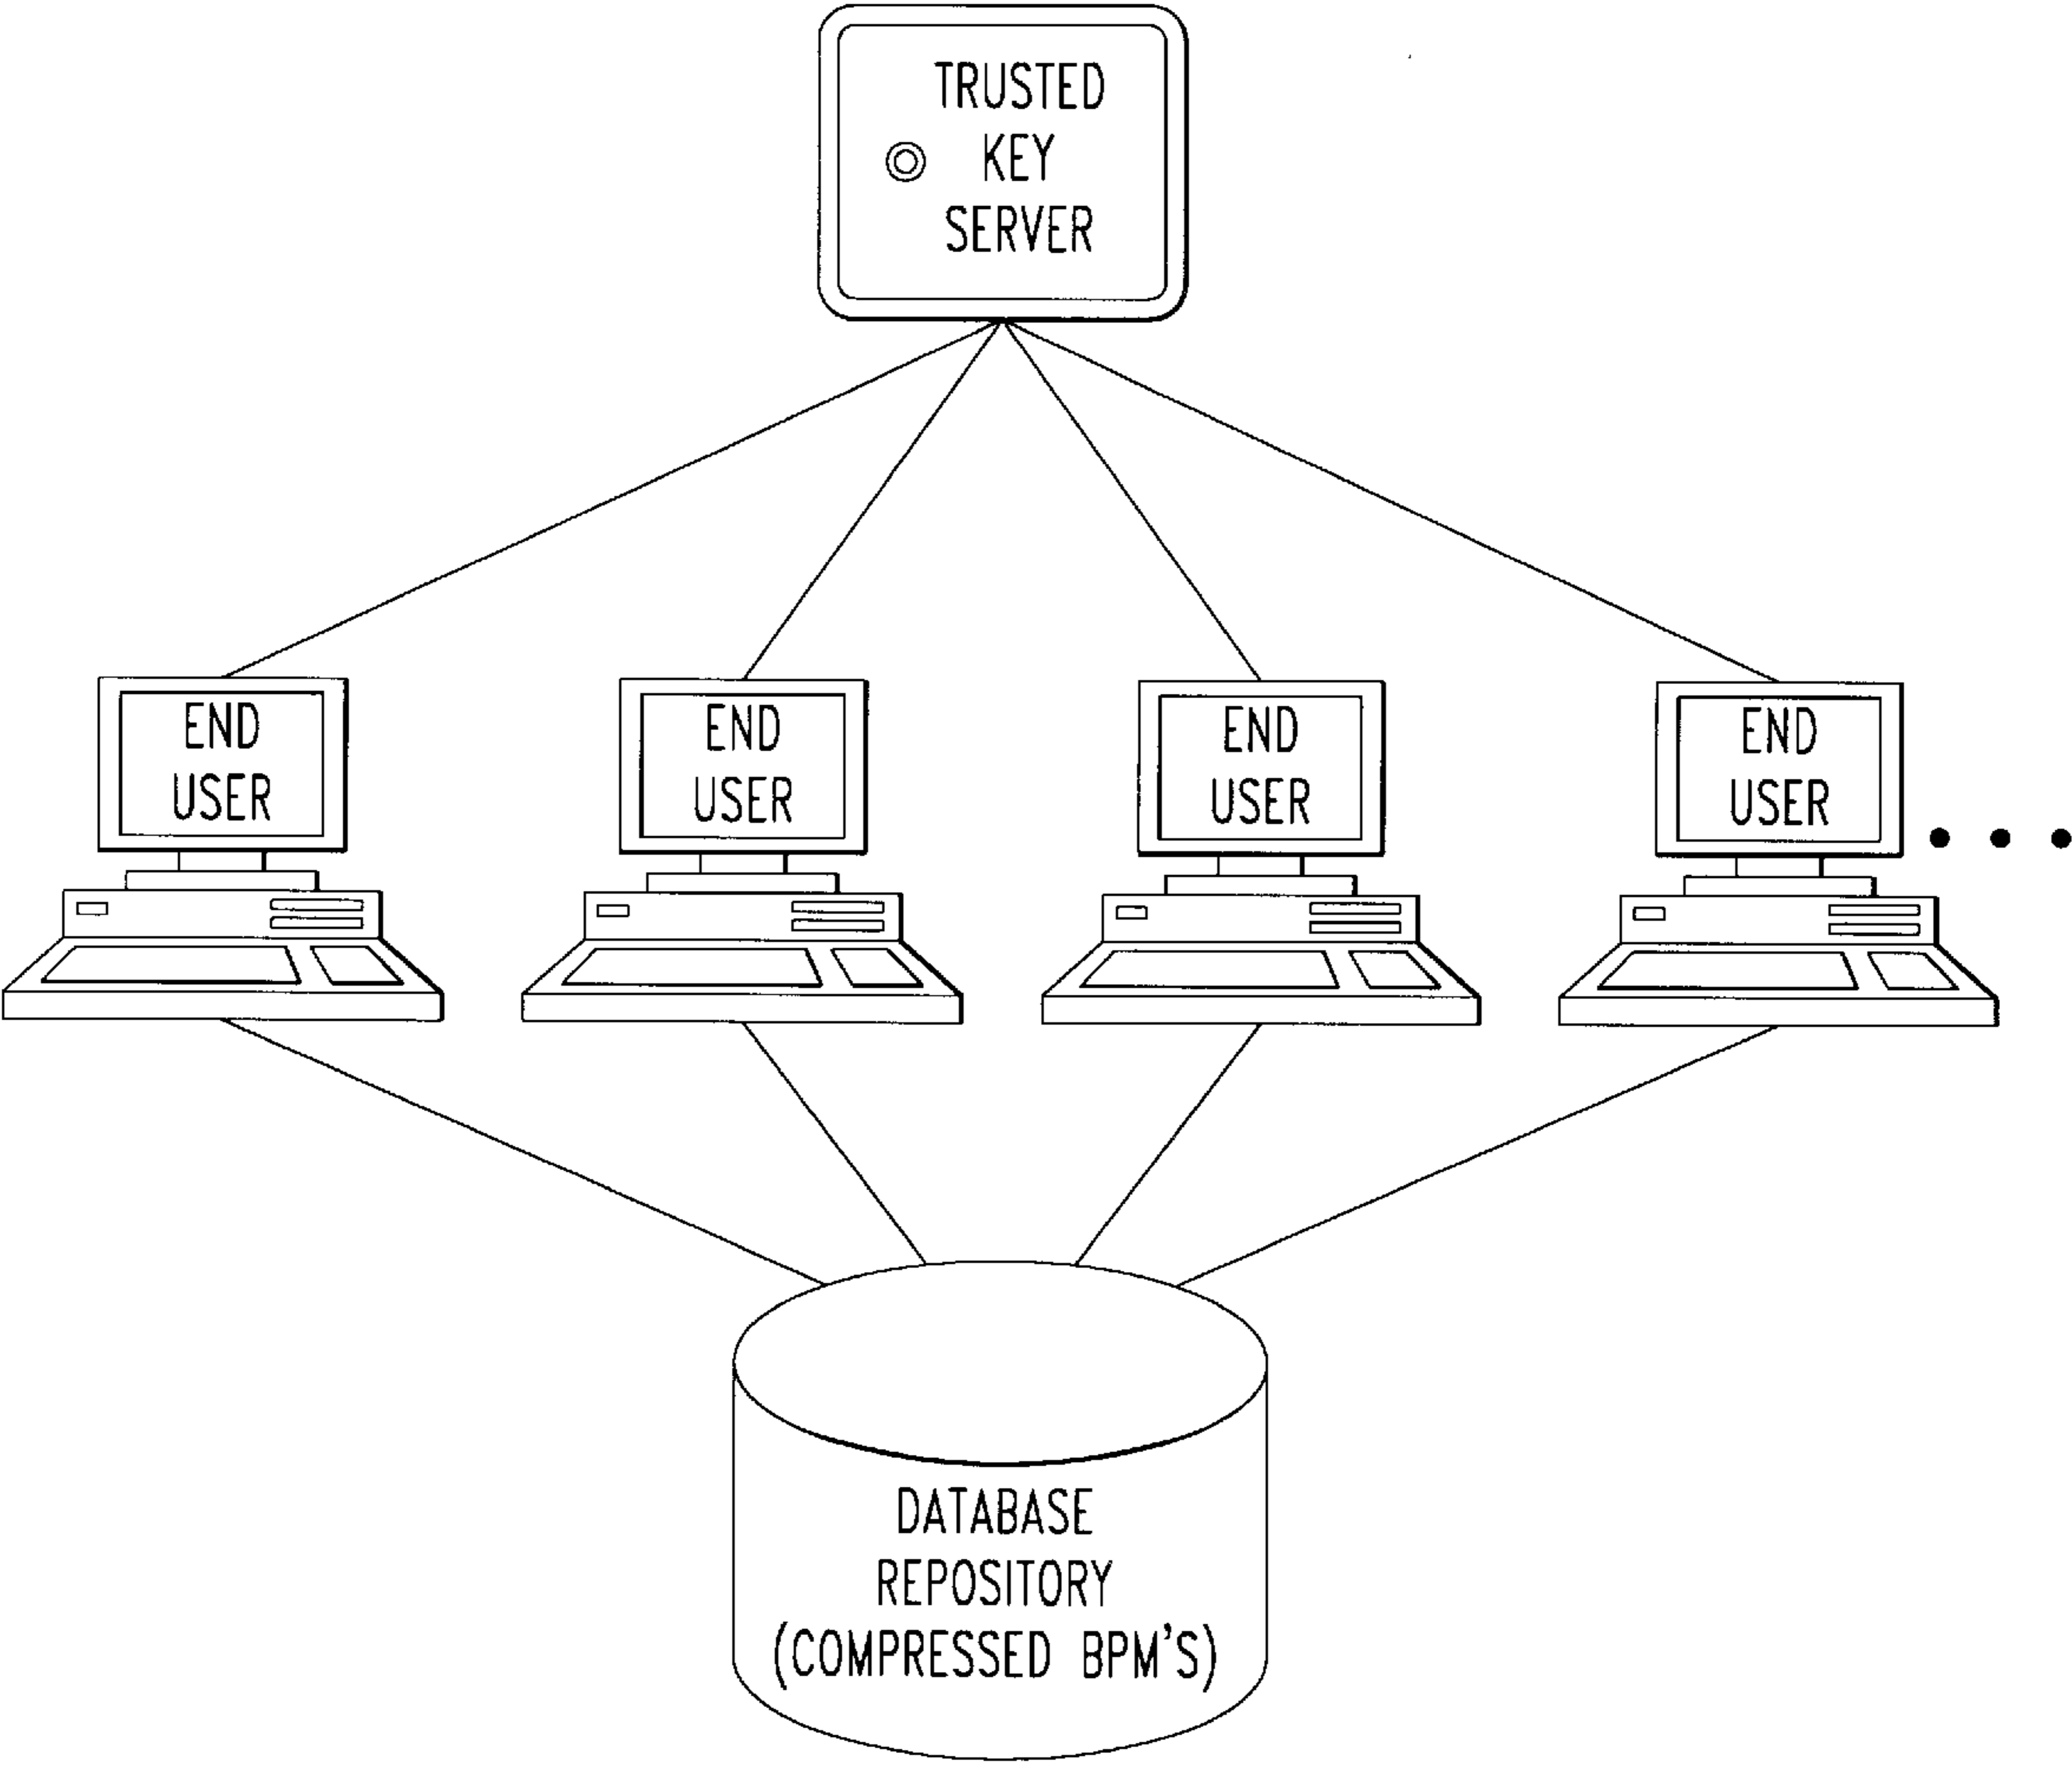 TRUSTED
KEY
SERVER
END
USER
END
USER
END
USER
END
USER
DATABASE
REPOSITORY
(COMPRESSED BPM'S)